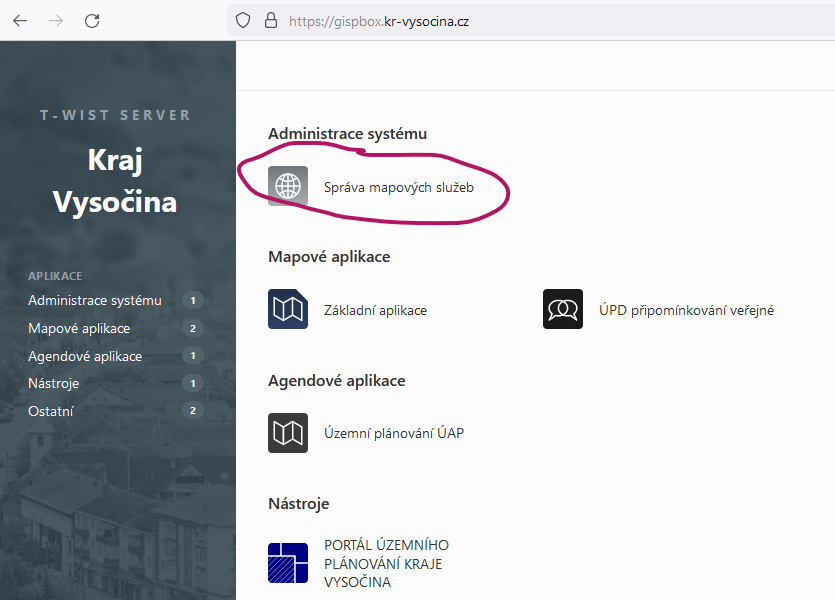 https://gispbox.kr-vysocina.cz
T-WIST SERVER
Kraj
Vysočina
APLIKACE
Administrace systému 1
Mapové aplikace 2
Agendové aplikace 1
Nástroje 1
Ostatní 2
Administrace systému
Správa mapových služeb
Mapové aplikace
Základní aplikace
ÚPD připomínkování veřejné
Agendové aplikace
Územní plánování ÚAP
Nástroje
PORTÁL ÚZEMNÍHO
PLÁNOVÁNÍ KRAJE
VYSOČINA